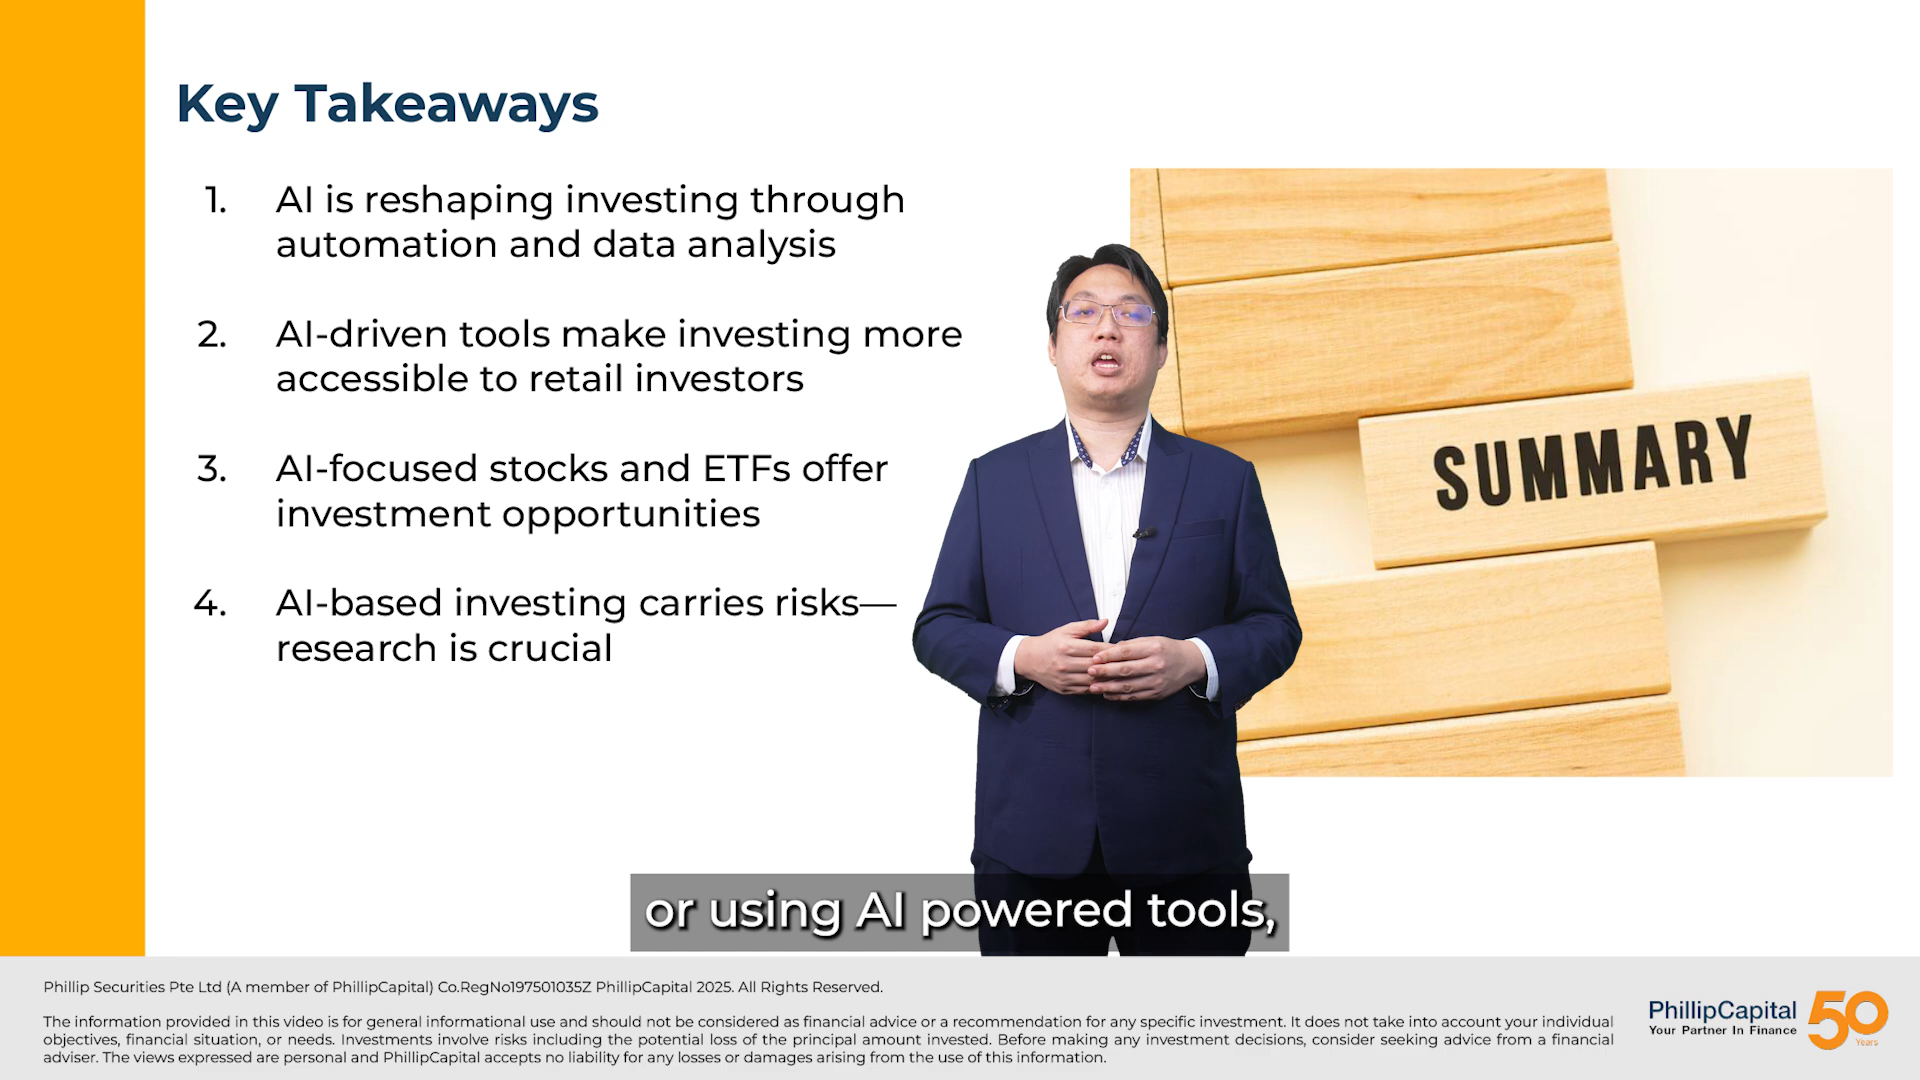 Key Takeaways
1. AI is reshaping investing through
automation and data analysis
2. AI-driven tools make investing more
accessible to retail investors
3. AI-focused stocks and ETFs offer
investment opportunities
4. AI-based investing carries risks—
research is crucial
SUMMARY
or using AI powered tools,
Phillip Securities Pte Ltd (A member of PhillipCapital) Co.RegNo197501035Z PhillipCapital 2025. All Rights Reserved.
The information provided in this video is for general informational use and should not be considered as financial advice or a recommendation for any specific investment. It does not take into account your individual
objectives, financial situation, or needs. Investments involve risks including the potential loss of the principal amount invested. Before making any investment decisions, consider seeking advice from a financial
adviser. The views expressed are personal and PhillipCapital accepts no liability for any losses or damages arising from the use of this information.
PhillipCapital
Your Partner In Finance
50
Years